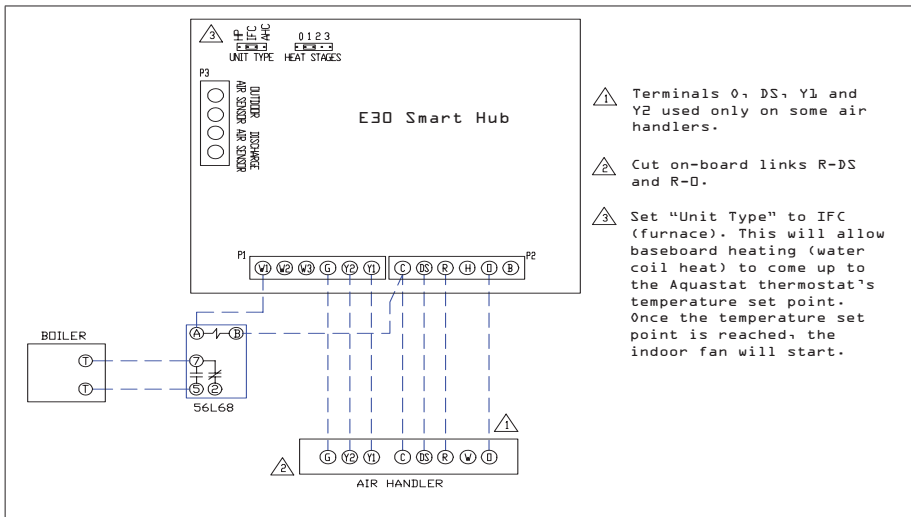 3
HP
IFC
AHC
UNIT TYPE
0 1 2 3
HEAT STAGES
P3
OUTDOOR
AIR SENSOR
DISCHARGE
AIR SENSOR
E30 Smart Hub
P1
W1 W2 W3 G Y2 Y1
C DS R H O B
P2
BOILER
T
T
A B
7
5 2
56L68
1
2
G Y2 Y1 C DS R W O
AIR HANDLER
1 Terminals O, DS, Y1 and
Y2 used only on some air
handlers.
2 Cut on-board links R-DS
and R-O.
3 Set “Unit Type” to IFC
(furnace). This will allow
baseboard heating (water
coil heat) to come up to
the Aquastat thermostat's
temperature set point.
Once the temperature set
point is reached, the
indoor fan will start.